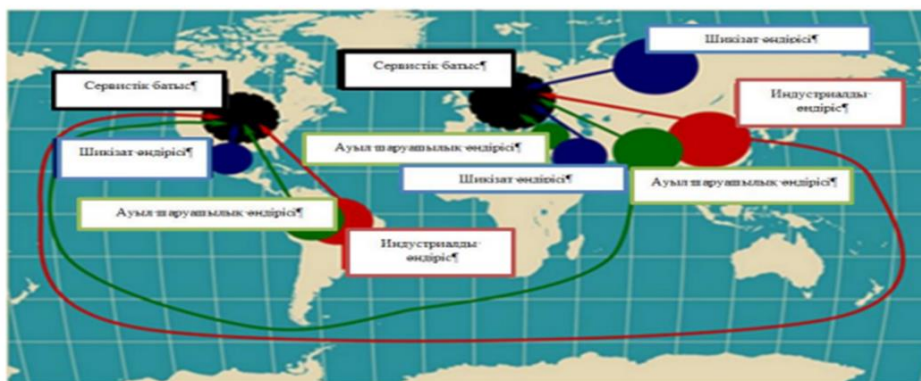 Шикізат өндірісі¶
Сервистік батыс¶
Сервистік батыс¶
Индустриалды
өндіріс¶
Ауыл шаруашылық өндірісі¶
Шикізат өндірісі¶
Шикізат өндірісі¶
Ауыл шаруашылық өндірісі¶
Ауыл шаруашылық өндірісі¶
Индустриалды
өндіріс¶